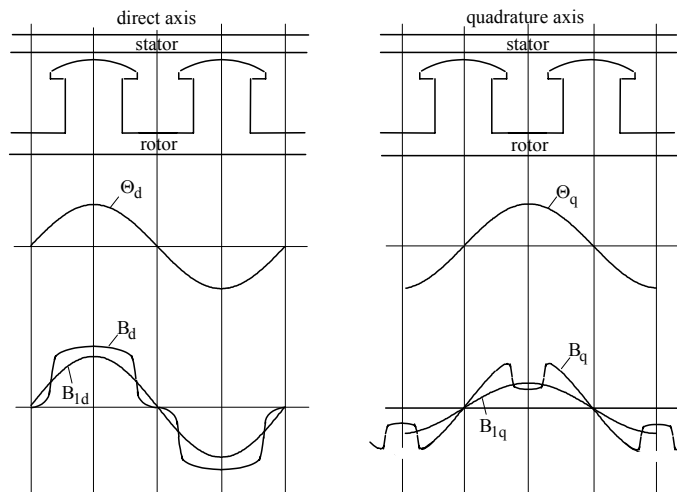 direct axis
stator
rotor
Θd
Bd
B1d
quadrature axis
stator
rotor
Θq
Bq
B1q